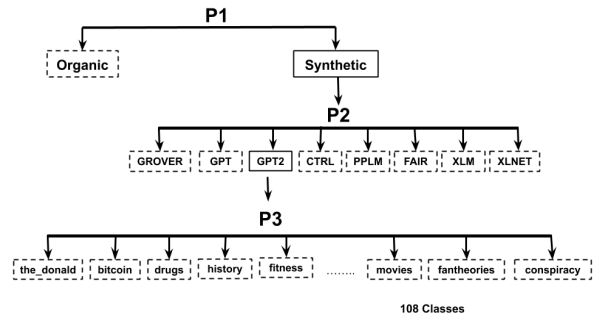 P1
Organic Synthetic
P2
GROVER GPT GPT2 CTRL PPLM FAIR XLM XLNET
P3
the_donald bitcoin drugs history fitness ........ movies fantheories conspiracy
108 Classes